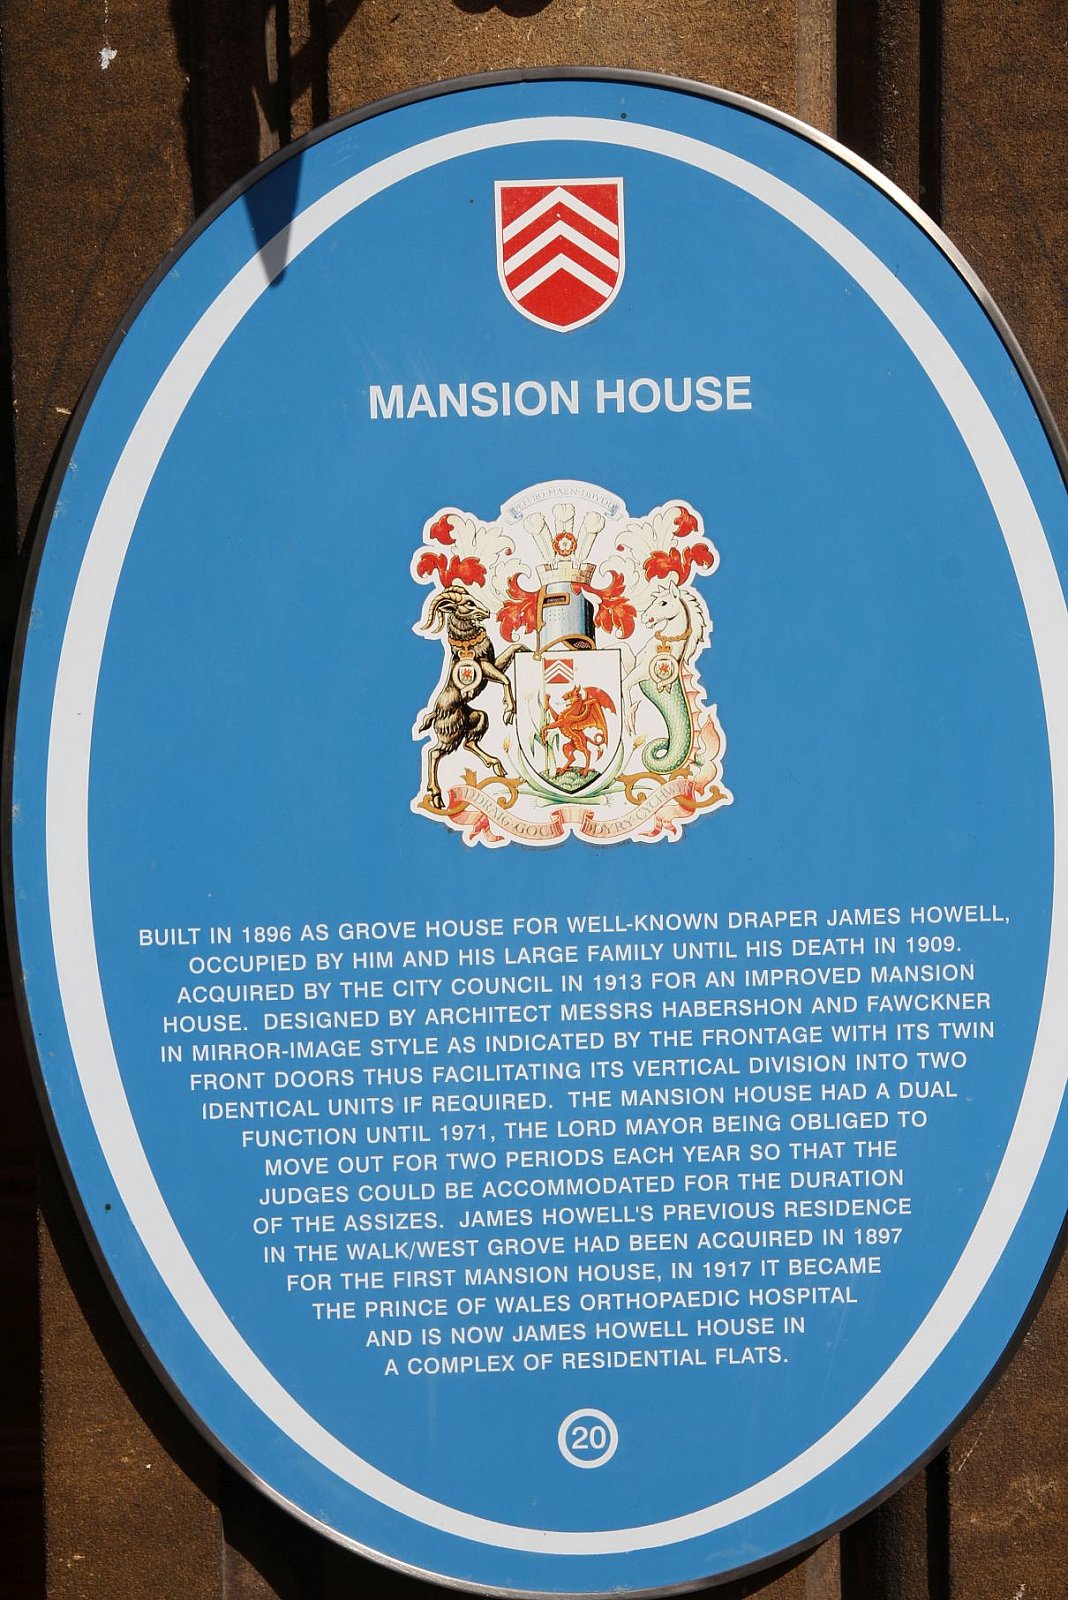 MANSION HOUSE
BUILT IN 1896 AS GROVE HOUSE FOR WELL-KNOWN DRAPER JAMES HOWELL,
OCCUPIED BY HIM AND HIS LARGE FAMILY UNTIL HIS DEATH IN 1909.
ACQUIRED BY THE CITY COUNCIL IN 1913 FOR AN IMPROVED MANSION
HOUSE. DESIGNED BY ARCHITECT MESSRS HABERSHON AND FAWCKNER
IN MIRROR-IMAGE STYLE AS INDICATED BY THE FRONTAGE WITH ITS TWIN
FRONT DOORS THUS FACILITATING ITS VERTICAL DIVISION INTO TWO
IDENTICAL UNITS IF REQUIRED. THE MANSION HOUSE HAD A DUAL
FUNCTION UNTIL 1971, THE LORD MAYOR BEING OBLIGED TO
MOVE OUT FOR TWO PERIODS EACH YEAR SO THAT THE
JUDGES COULD BE ACCOMMODATED FOR THE DURATION
OF THE ASSIZES. JAMES HOWELL'S PREVIOUS RESIDENCE
IN THE WALK/WEST GROVE HAD BEEN ACQUIRED IN 1897
FOR THE FIRST MANSION HOUSE, IN 1917 IT BECAME
THE PRINCE OF WALES ORTHOPAEDIC HOSPITAL
AND IS NOW JAMES HOWELL HOUSE IN
A COMPLEX OF RESIDENTIAL FLATS.
20